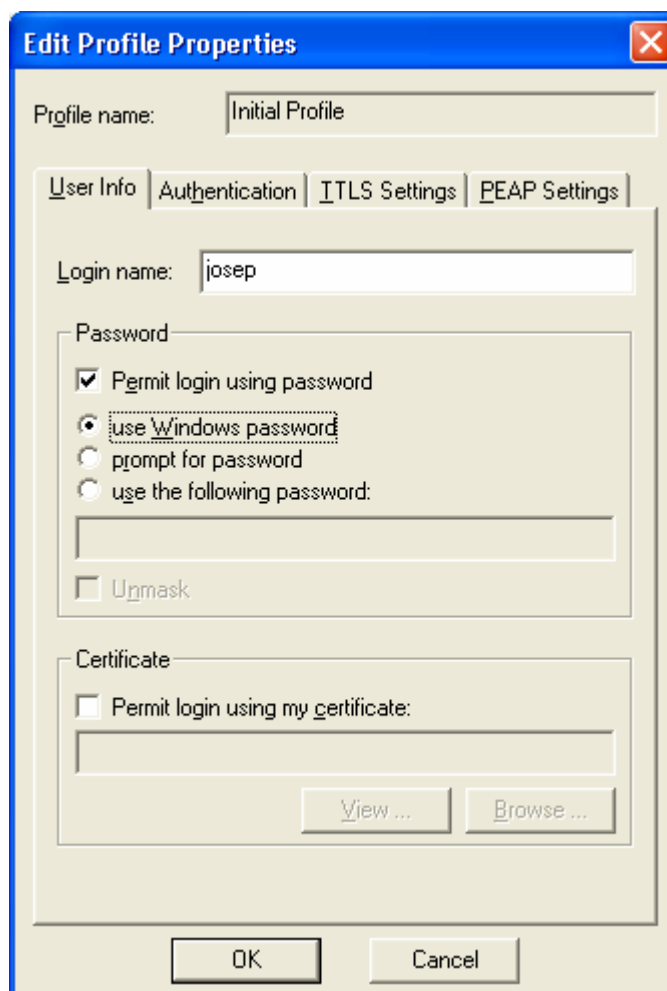 Edit Profile Properties
Profile name: Initial Profile
User Info Authentication TTLS Settings PEAP Settings
Login name: josep
Password
Permit login using password
use Windows password
prompt for password
use the following password:
Unmask
Certificate
Permit login using my certificate:
View ... Browse ...
OK Cancel